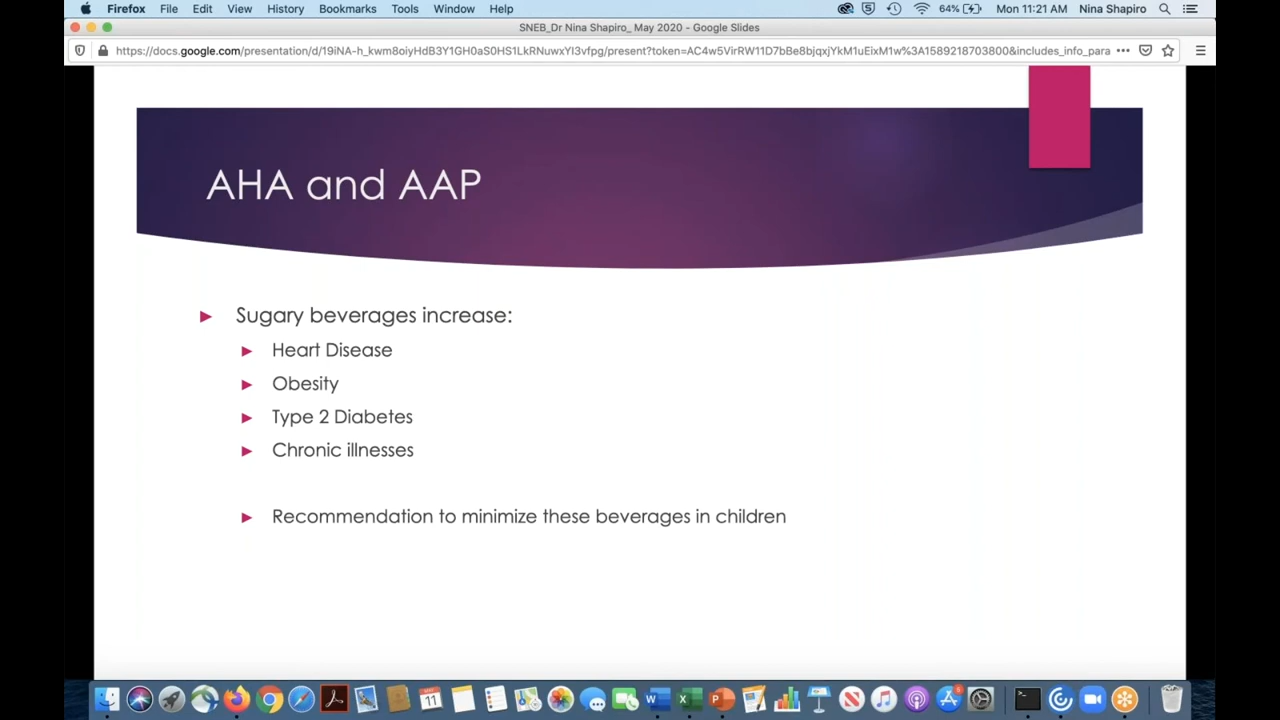 Firefox File Edit View History Bookmarks Tools Window Help 64% Mon 11:21 AM Nina Shapiro
SNEB_Dr Nina Shapiro_ May 2020 - Google Slides
https://docs.google.com/presentation/d/19iNA-h_kwm8oiyHdB3Y1GH0aS0HS1LkRNuwxYI3vfpg/present?token=AC4w5VirRW11D7bBe8bjqxjYkM1uEixM1w%3A1589218703800&includes_info_para
AHA and AAP
Sugary beverages increase:
Heart Disease
Obesity
Type 2 Diabetes
Chronic illnesses
Recommendation to minimize these beverages in children